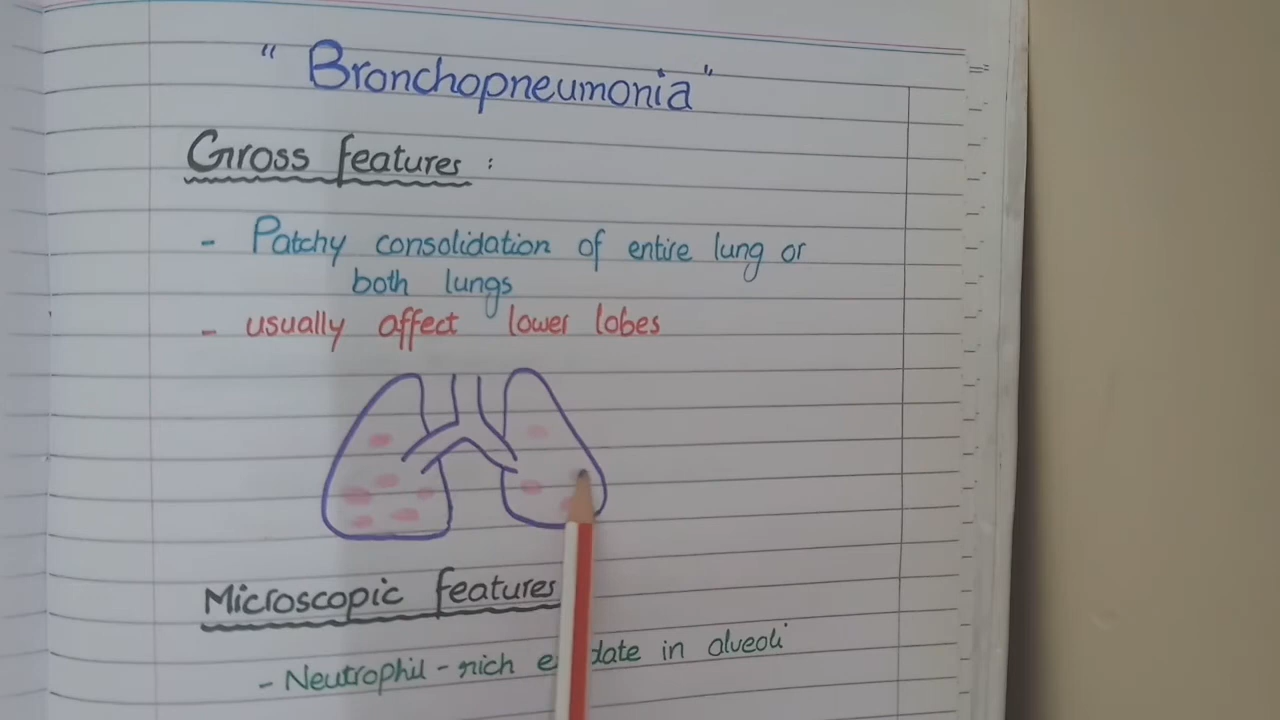 " Bronchopneumonia "
Gross features :
- Patchy consolidation of entire lung or
both lungs
- usually affect lower lobes
Microscopic features
- Neutrophil - rich in alveoli